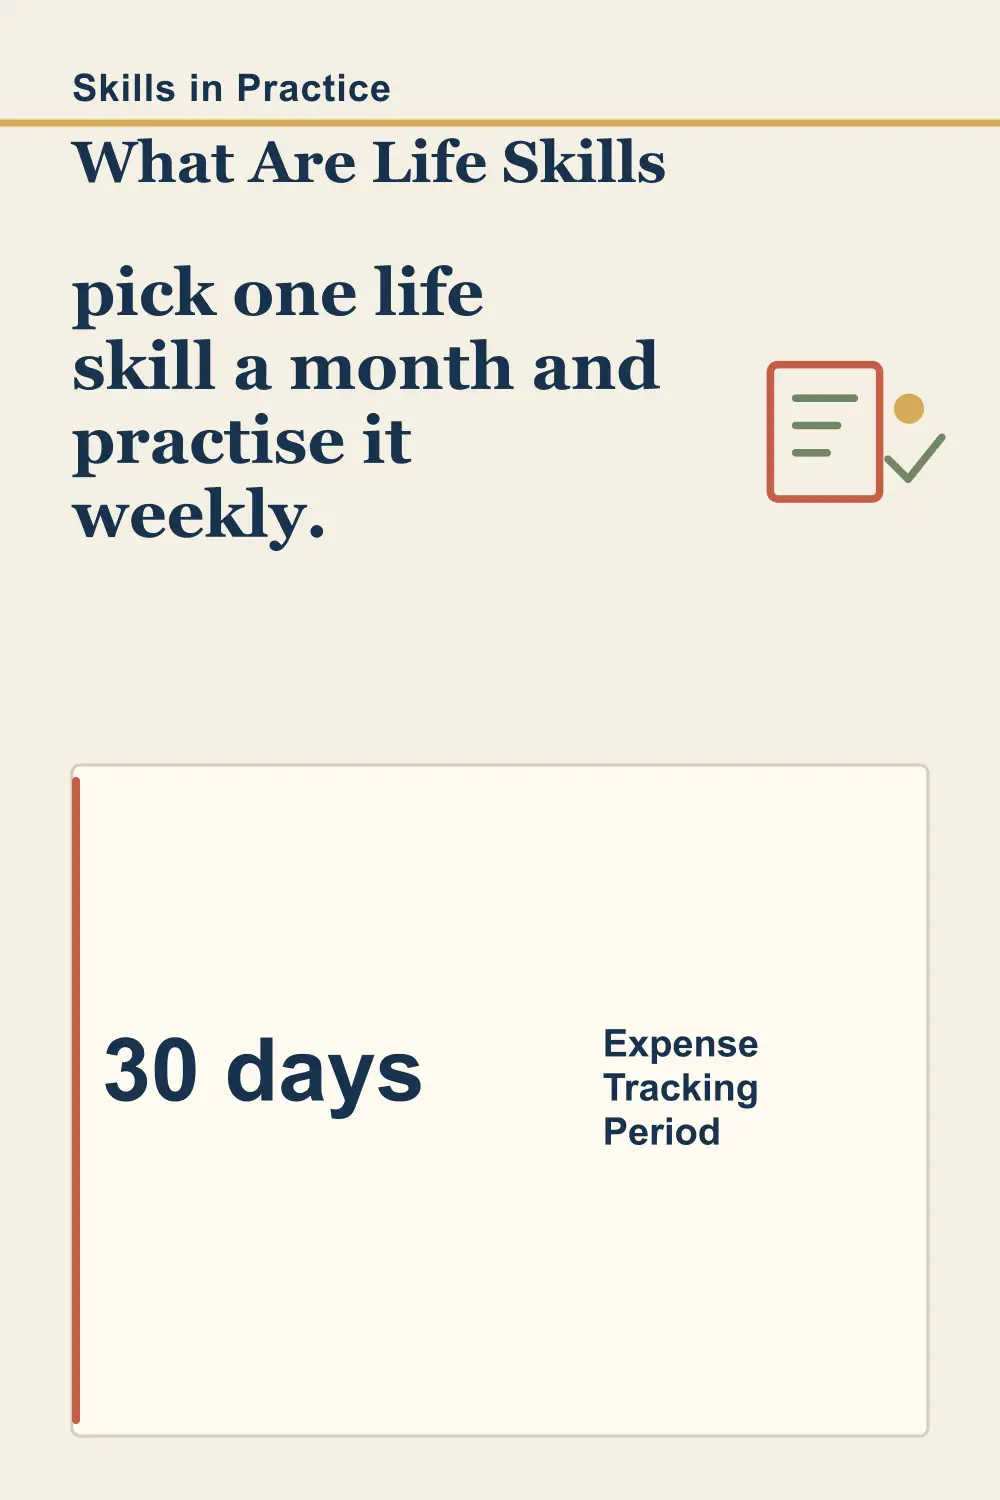 Skills in Practice
What Are Life Skills
pick one life
skill a month and
practise it
weekly.
30 days
Expense
Tracking
Period